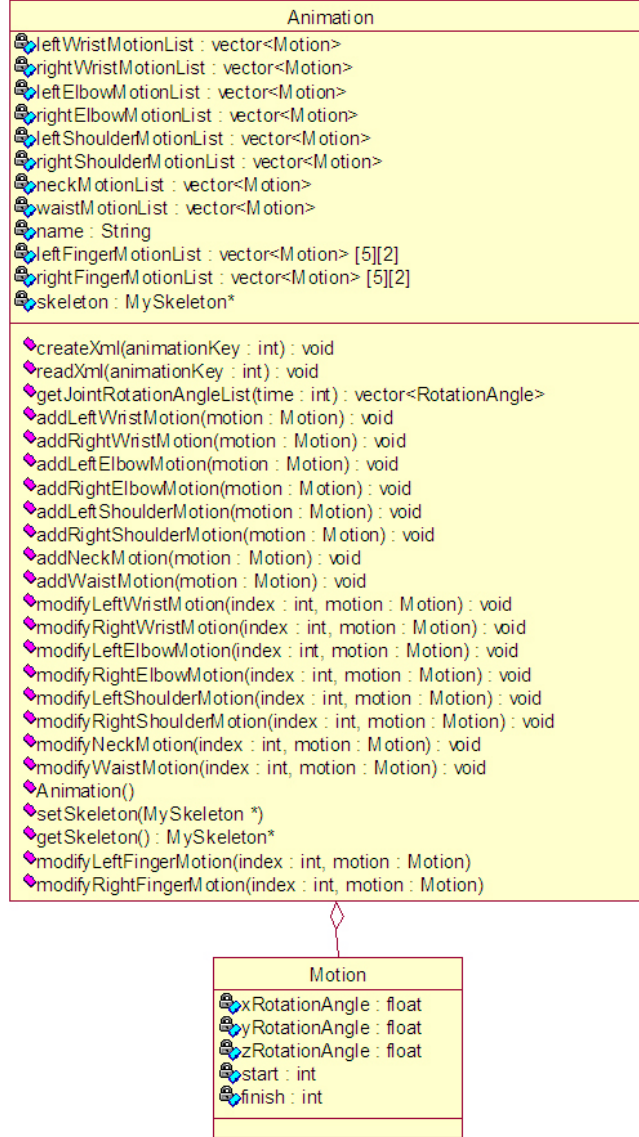 Animation
leftWristMotionList : vector<Motion>
rightWristMotionList : vector<Motion>
leftElbowMotionList : vector<Motion>
rightElbowMotionList : vector<Motion>
leftShoulderMotionList : vector<Motion>
rightShoulderMotionList : vector<Motion>
neckMotionList : vector<Motion>
waistMotionList : vector<Motion>
name : String
leftFingerMotionList : vector<Motion> [5][2]
rightFingerMotionList : vector<Motion> [5][2]
skeleton : MySkeleton*
createXml(animationKey : int) : void
readXml(animationKey : int) : void
getJointRotationAngleList(time : int) : vector<RotationAngle>
addLeftWristMotion(motion : Motion) : void
addRightWristMotion(motion : Motion) : void
addLeftElbowMotion(motion : Motion) : void
addRightElbowMotion(motion : Motion) : void
addLeftShoulderMotion(motion : Motion) : void
addRightShoulderMotion(motion : Motion) : void
addNeckMotion(motion : Motion) : void
addWaistMotion(motion : Motion) : void
modifyLeftWristMotion(index : int, motion : Motion) : void
modifyRightWristMotion(index : int, motion : Motion) : void
modifyLeftElbowMotion(index : int, motion : Motion) : void
modifyRightElbowMotion(index : int, motion : Motion) : void
modifyLeftShoulderMotion(index : int, motion : Motion) : void
modifyRightShoulderMotion(index : int, motion : Motion) : void
modifyNeckMotion(index : int, motion : Motion) : void
modifyWaistMotion(index : int, motion : Motion) : void
Animation()
setSkeleton(MySkeleton *)
getSkeleton() : MySkeleton*
modifyLeftFingerMotion(index : int, motion : Motion)
modifyRightFingerMotion(index : int, motion : Motion)
Motion
xRotationAngle : float
yRotationAngle : float
zRotationAngle : float
start : int
finish : int